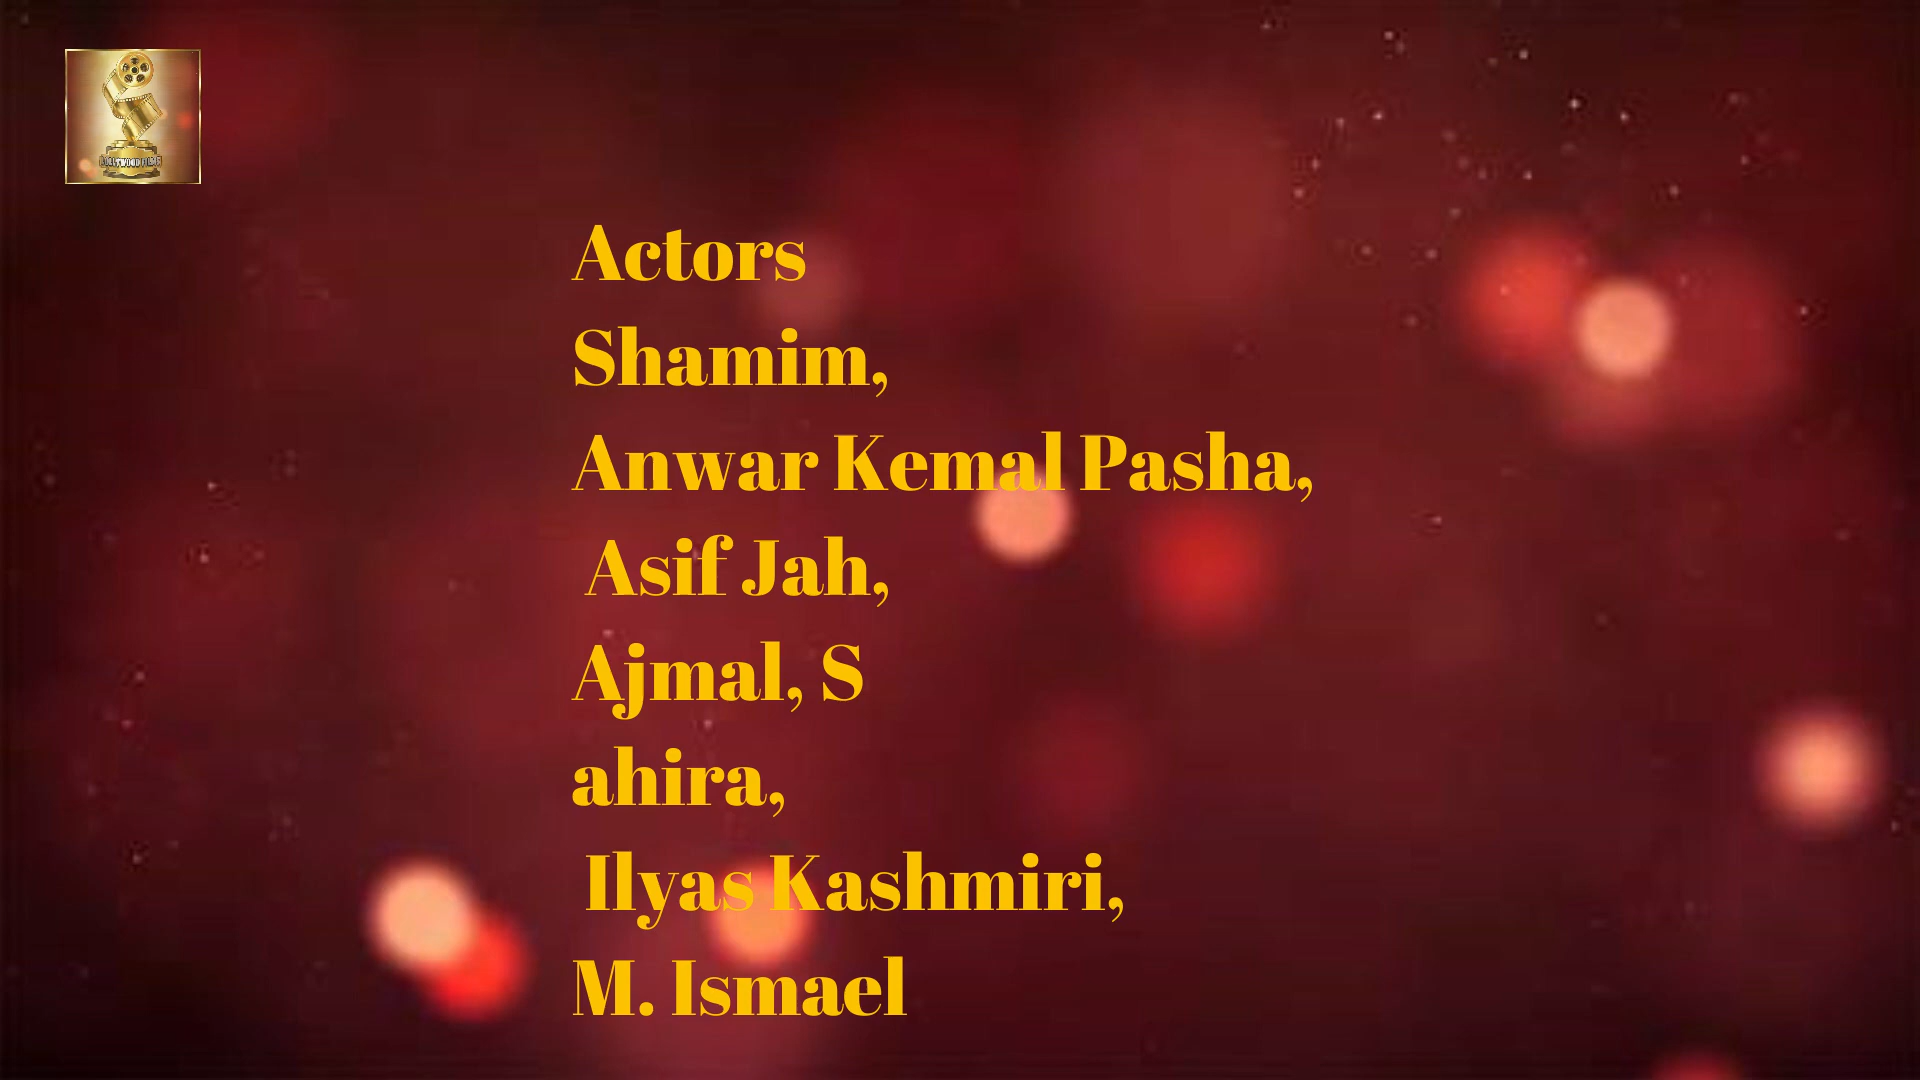 Actors
Shamim,
Anwar Kemal Pasha,
Asif Jah,
Ajmal, S
ahira,
Ilyas Kashmiri,
M. Ismael